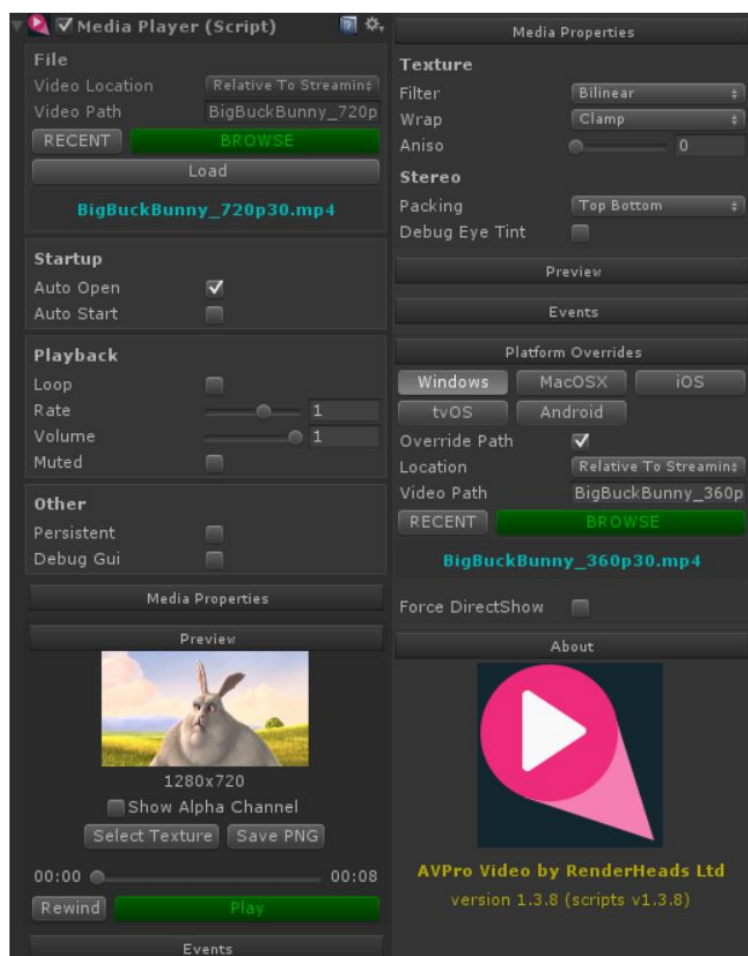 Media Player (Script)
File
Video Location Relative To Streaming
Video Path BigBuckBunny_720p
RECENT BROWSE
Load
BigBuckBunny_720p30.mp4
Startup
Auto Open
Auto Start
Playback
Loop
Rate 1
Volume 1
Muted
Other
Persistent
Debug Gui
Media Properties
Preview
1280x720
Show Alpha Channel
Select Texture Save PNG
00:00 00:08
Rewind Play
Events
Media Properties
Texture
Filter Bilinear
Wrap Clamp
Aniso 0
Stereo
Packing Top Bottom
Debug Eye Tint
Preview
Events
Platform Overrides
Windows MacOSX iOS
tvOS Android
Override Path
Location Relative To Streaming
Video Path BigBuckBunny_360p
RECENT BROWSE
BigBuckBunny_360p30.mp4
Force DirectShow
About
AVPro Video by RenderHeads Ltd
version 1.3.8 (scripts v1.3.8)